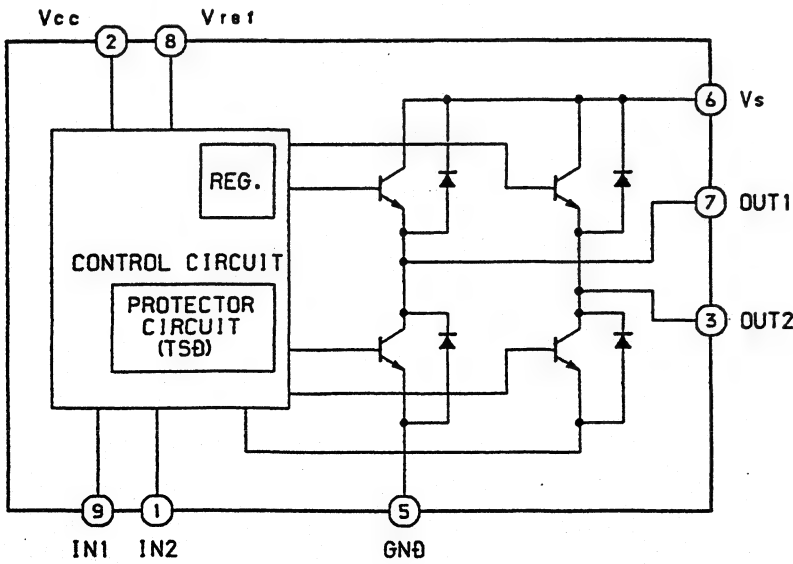 Vcc
Vref
2
8
6
Vs
REG.
7
OUT1
CONTROL CIRCUIT
PROTECTOR
CIRCUIT
(TSD)
3
OUT2
9
1
5
IN1
IN2
GND